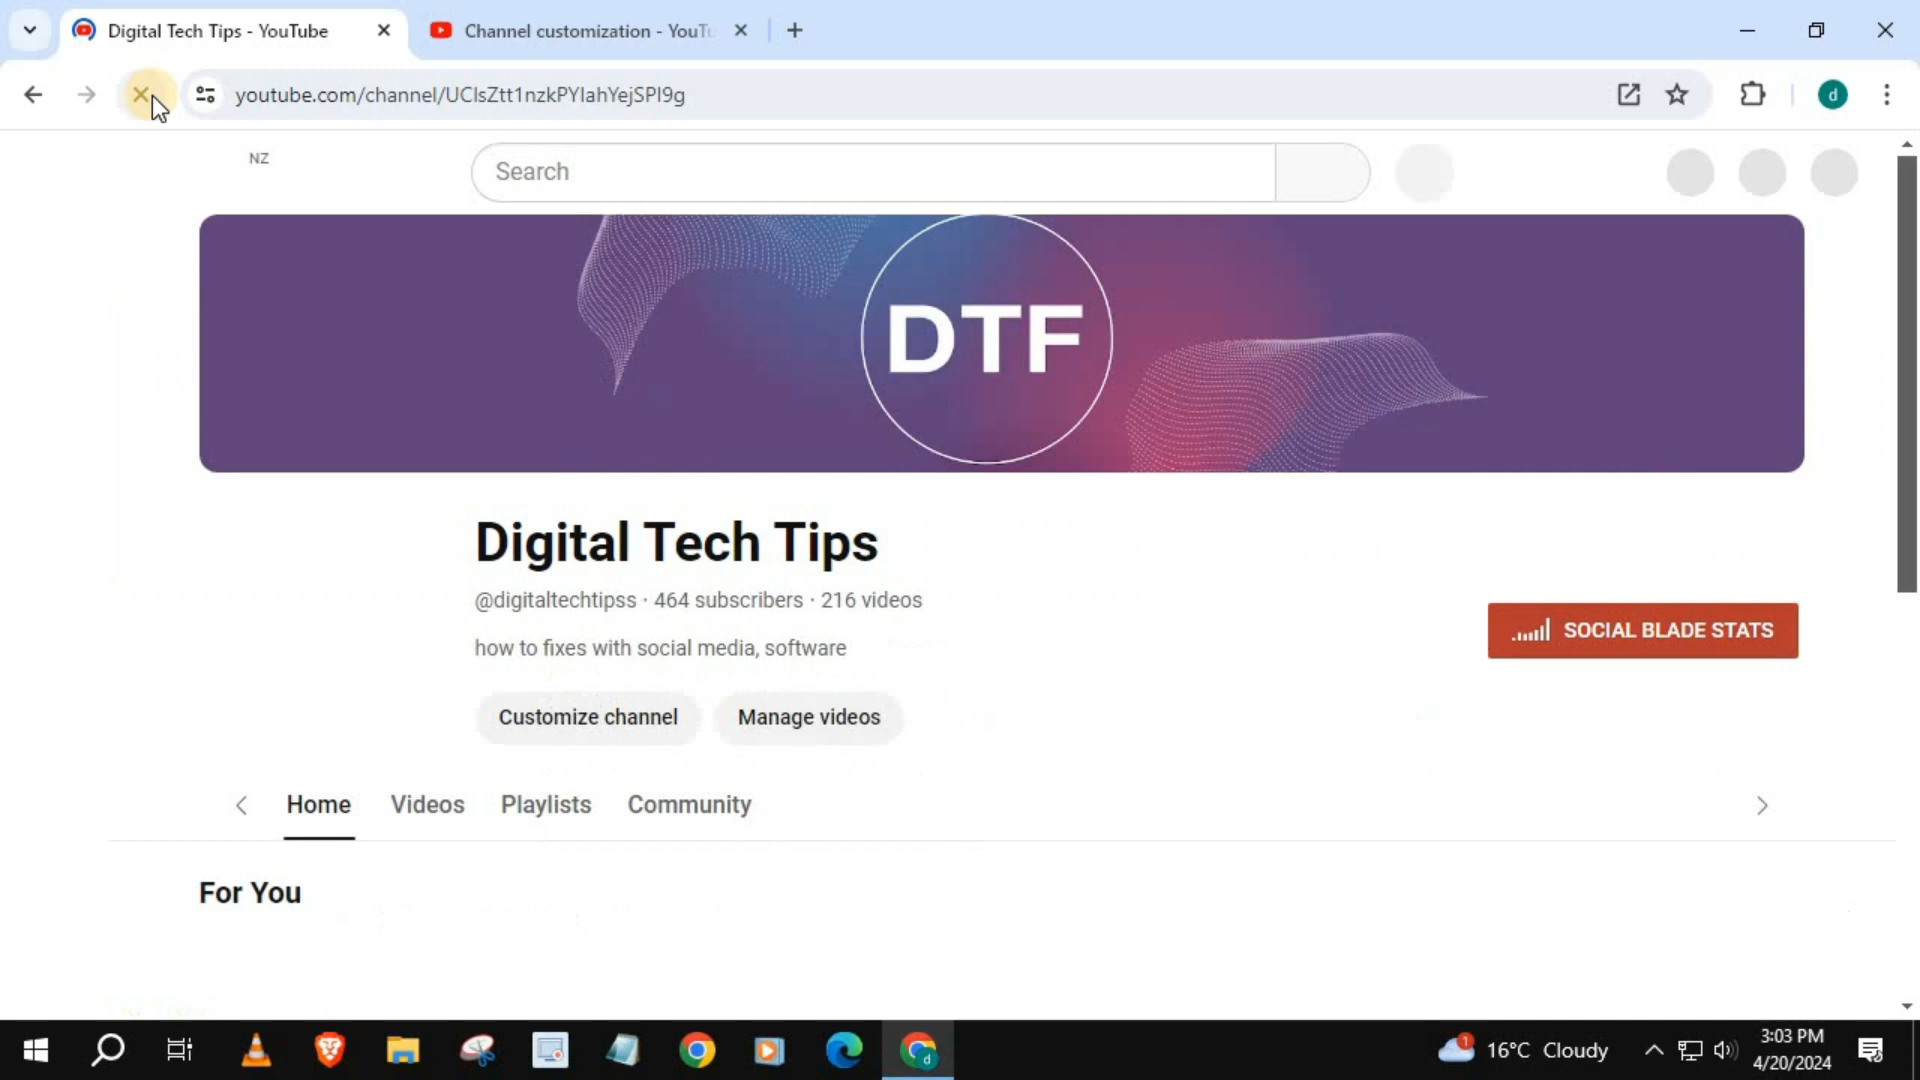 Digital Tech Tips - YouTube
Channel customization - YouTu
youtube.com/channel/UClsZtt1nzkPYIahYejSPI9g
d
NZ
Search
DTF
Digital Tech Tips
@digitaltechtipss · 464 subscribers · 216 videos
how to fixes with social media, software
SOCIAL BLADE STATS
Customize channel
Manage videos
Home
Videos
Playlists
Community
For You
1
16°C Cloudy
3:03 PM
4/20/2024
d